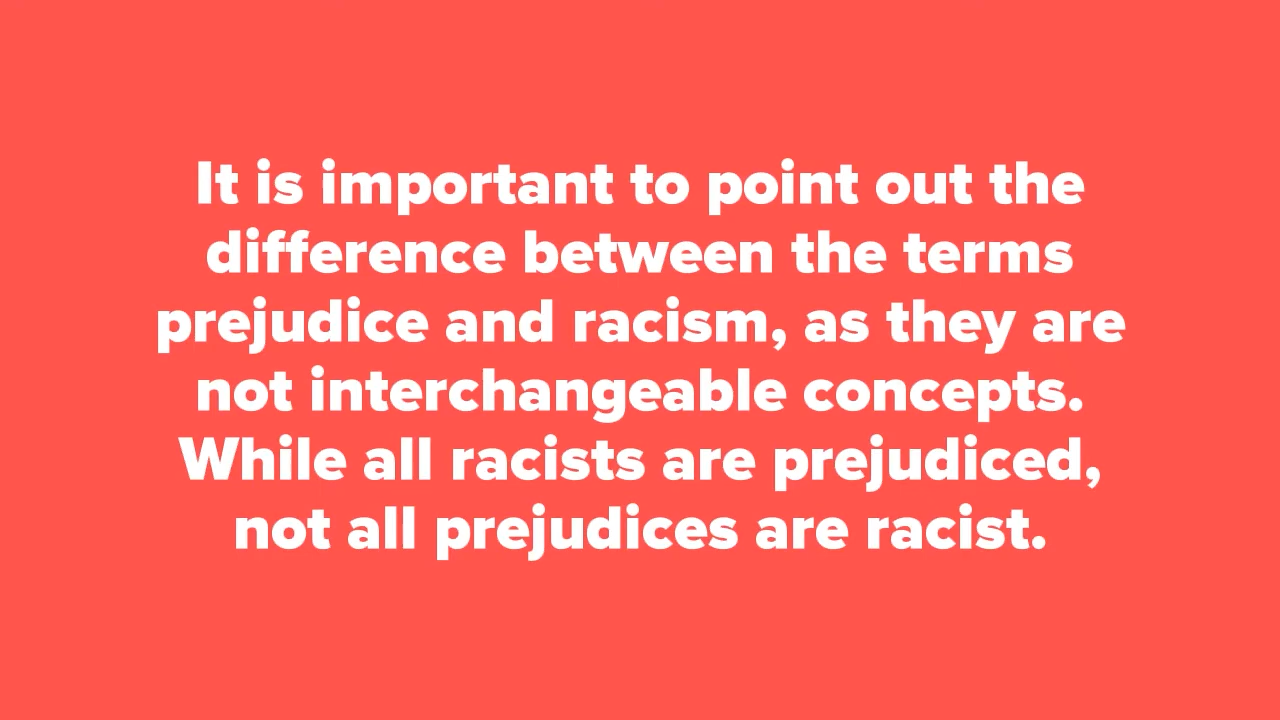 It is important to point out the
difference between the terms
prejudice and racism, as they are
not interchangeable concepts.
While all racists are prejudiced,
not all prejudices are racist.